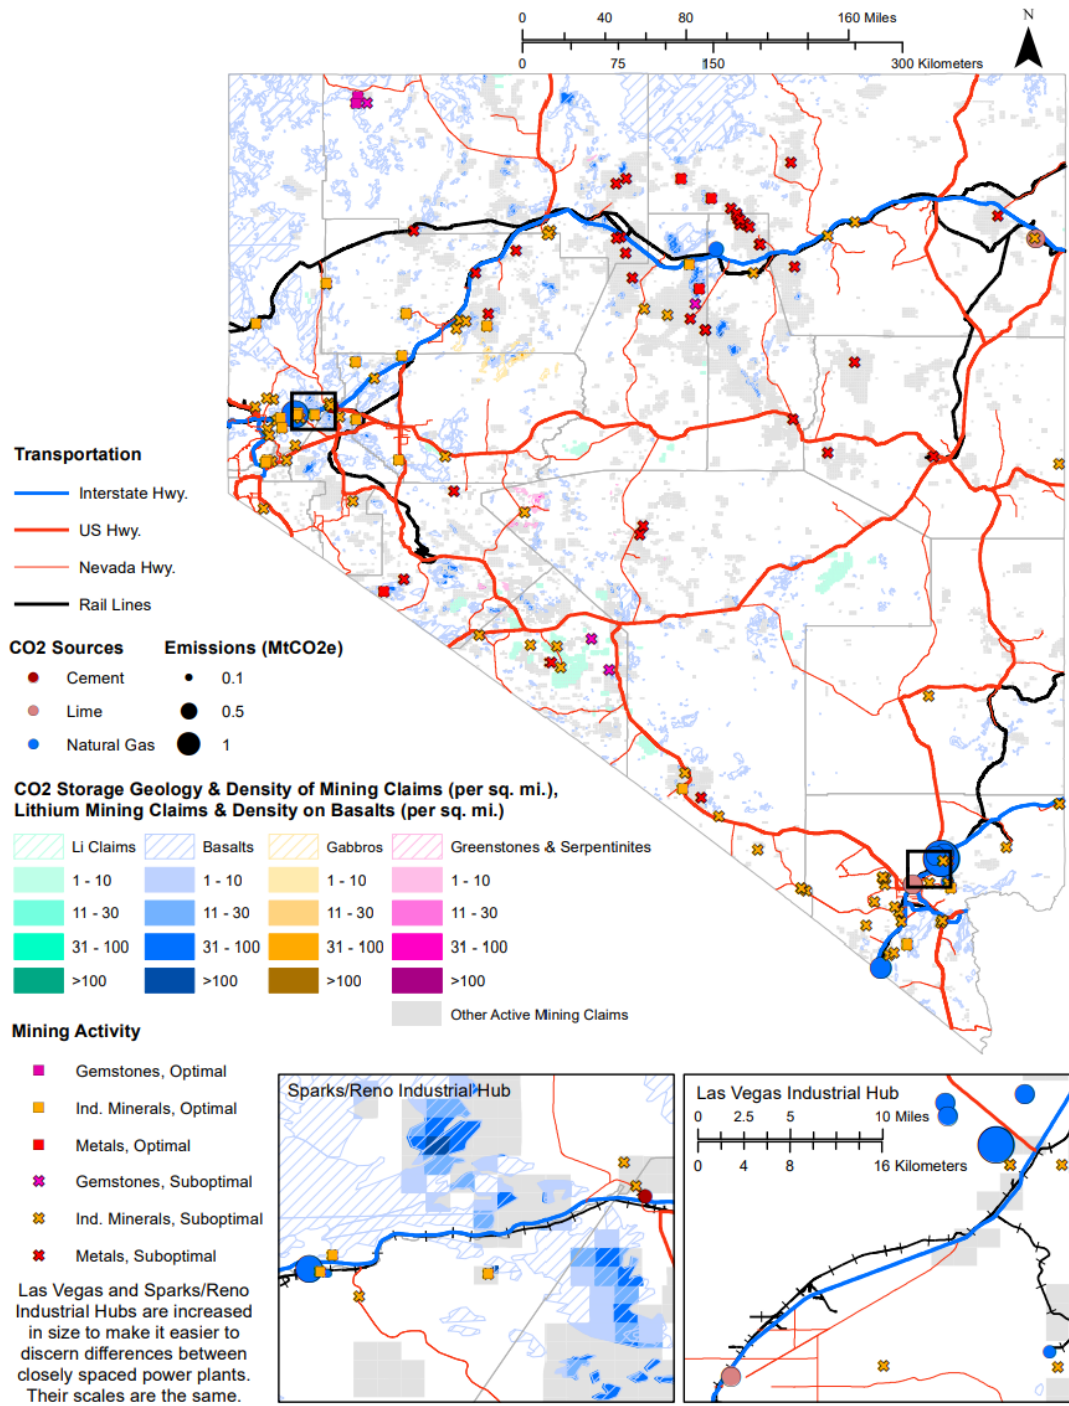 0 40 80 160 Miles
0 75 150 300 Kilometers
N
Transportation
Interstate Hwy.
US Hwy.
Nevada Hwy.
Rail Lines
CO2 Sources Emissions (MtCO2e)
Cement 0.1
Lime 0.5
Natural Gas 1
CO2 Storage Geology & Density of Mining Claims (per sq. mi.),
Lithium Mining Claims & Density on Basalts (per sq. mi.)
Li Claims Basalts Gabbros Greenstones & Serpentinites
1 - 10 1 - 10 1 - 10 1 - 10
11 - 30 11 - 30 11 - 30 11 - 30
31 - 100 31 - 100 31 - 100 31 - 100
>100 >100 >100 >100
Other Active Mining Claims
Mining Activity
Gemstones, Optimal
Ind. Minerals, Optimal
Metals, Optimal
Gemstones, Suboptimal
Ind. Minerals, Suboptimal
Metals, Suboptimal
Las Vegas and Sparks/Reno
Industrial Hubs are increased
in size to make it easier to
discern differences between
closely spaced power plants.
Their scales are the same.
Sparks/Reno Industrial Hub
Las Vegas Industrial Hub
0 2.5 5 10 Miles
0 4 8 16 Kilometers